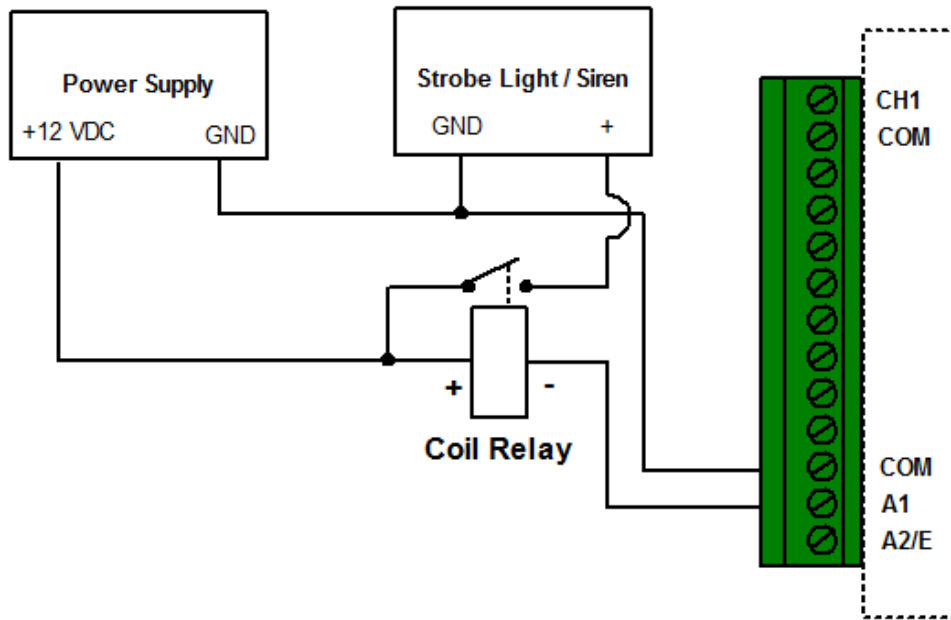 Power Supply
+12 VDC
GND
Strobe Light / Siren
GND
+
CH1
COM
+
-
Coil Relay
COM
A1
A2/E